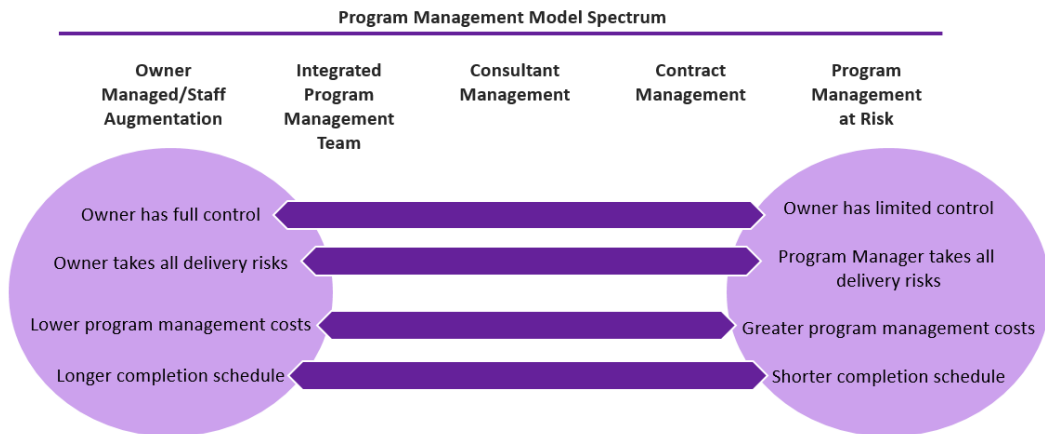 Program Management Model Spectrum
Owner
Managed/Staff
Augmentation
Integrated
Program
Management
Team
Consultant
Management
Contract
Management
Program
Management
at Risk
Owner has full control
Owner has limited control
Owner takes all delivery risks
Program Manager takes all
delivery risks
Lower program management costs
Greater program management costs
Longer completion schedule
Shorter completion schedule